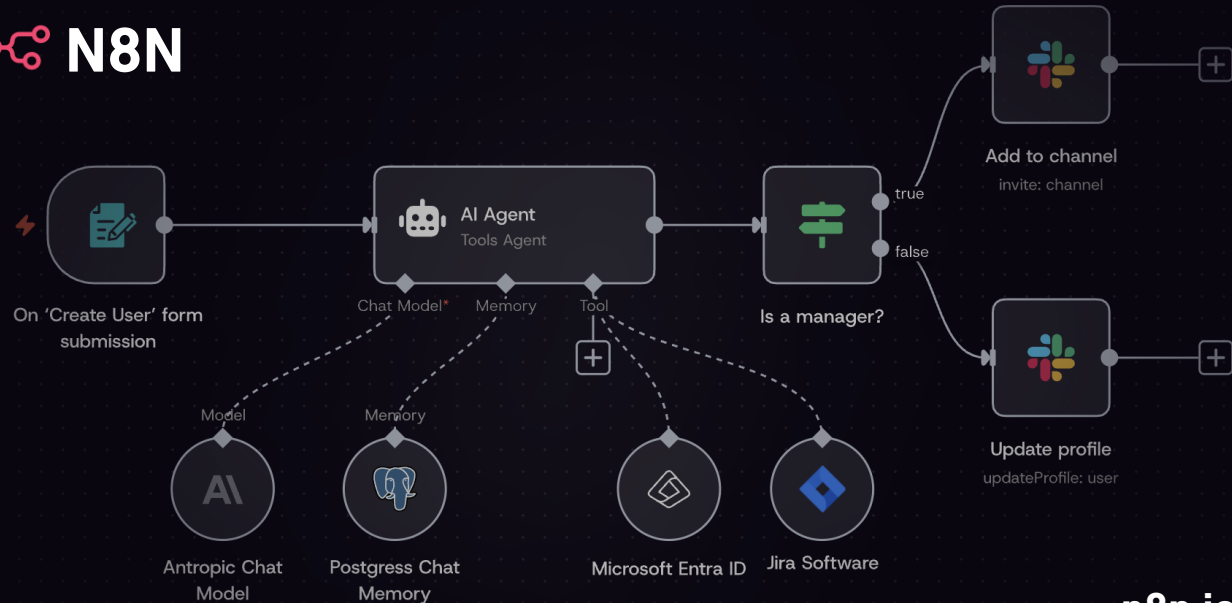 N8N
On ‘Create User’ form
submission
AI Agent
Tools Agent
Chat Model*
Memory
Tool
Is a manager?
true
false
Add to channel
invite: channel
Update profile
updateProfile: user
Model
Memory
Antropic Chat
Model
Postgress Chat
Memory
Microsoft Entra ID
Jira Software